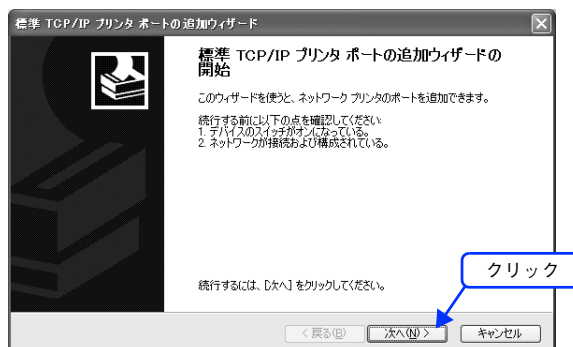 標準 TCP/IP プリンタ ポートの追加ウィザード
標準 TCP/IP プリンタ ポートの追加ウィザードの
開始
このウィザードを使うと、ネットワーク プリンタのポートを追加できます。
続行する前に以下の点を確認してください:
1. デバイスのスイッチがオンになっている。
2. ネットワークが接続および構成されている。
クリック
続行するには、[次へ] をクリックしてください。
< 戻る(B)
次へ(N) >
キャンセル